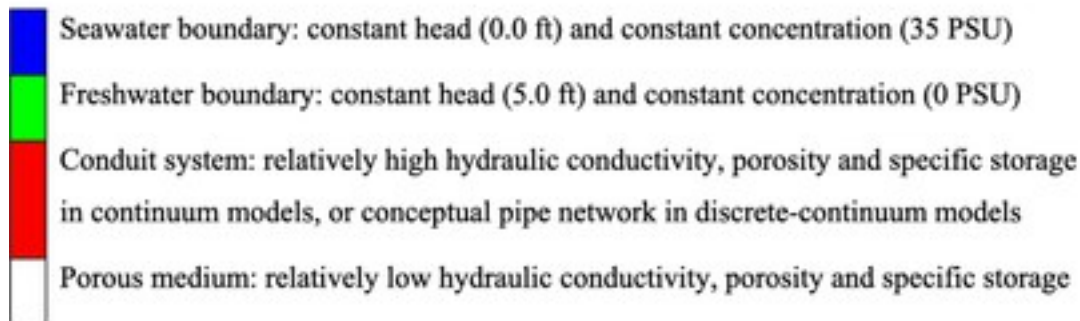 Seawater boundary: constant head (0.0 ft) and constant concentration (35 PSU)
Freshwater boundary: constant head (5.0 ft) and constant concentration (0 PSU)
Conduit system: relatively high hydraulic conductivity, porosity and specific storage
in continuum models, or conceptual pipe network in discrete-continuum models
Porous medium: relatively low hydraulic conductivity, porosity and specific storage